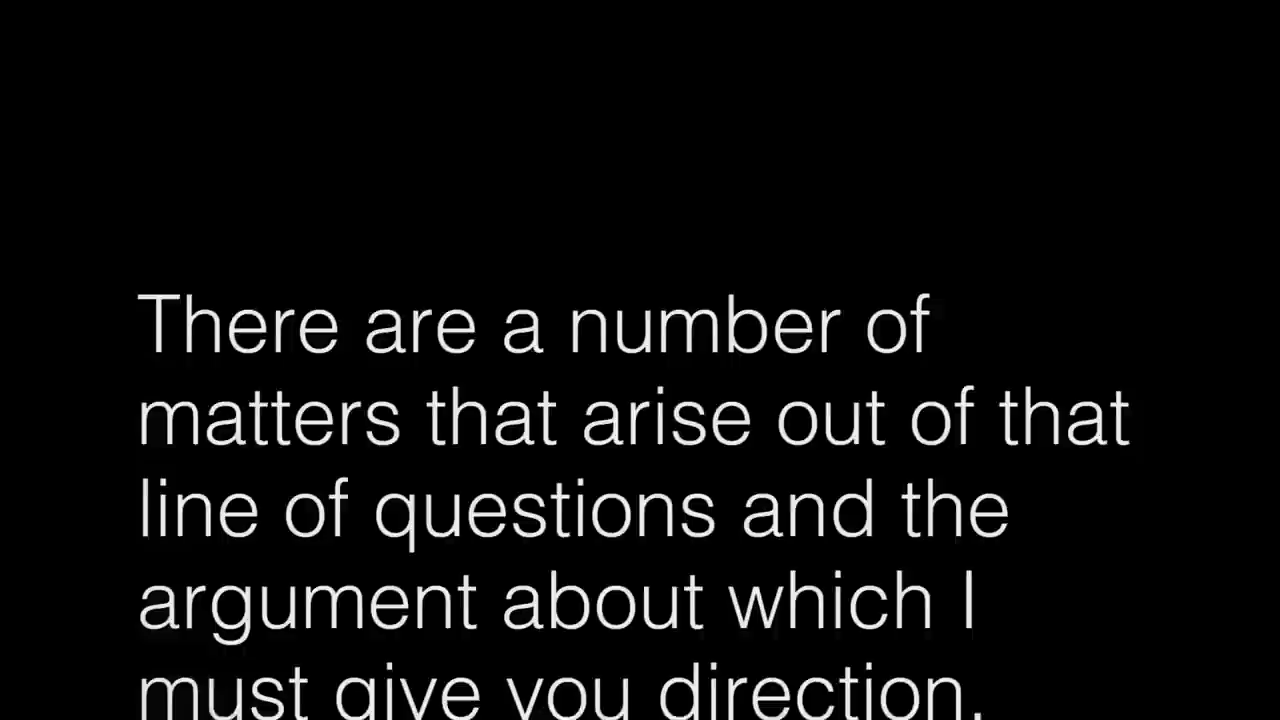 There are a number of
matters that arise out of that
line of questions and the
argument about which I
must give you direction.